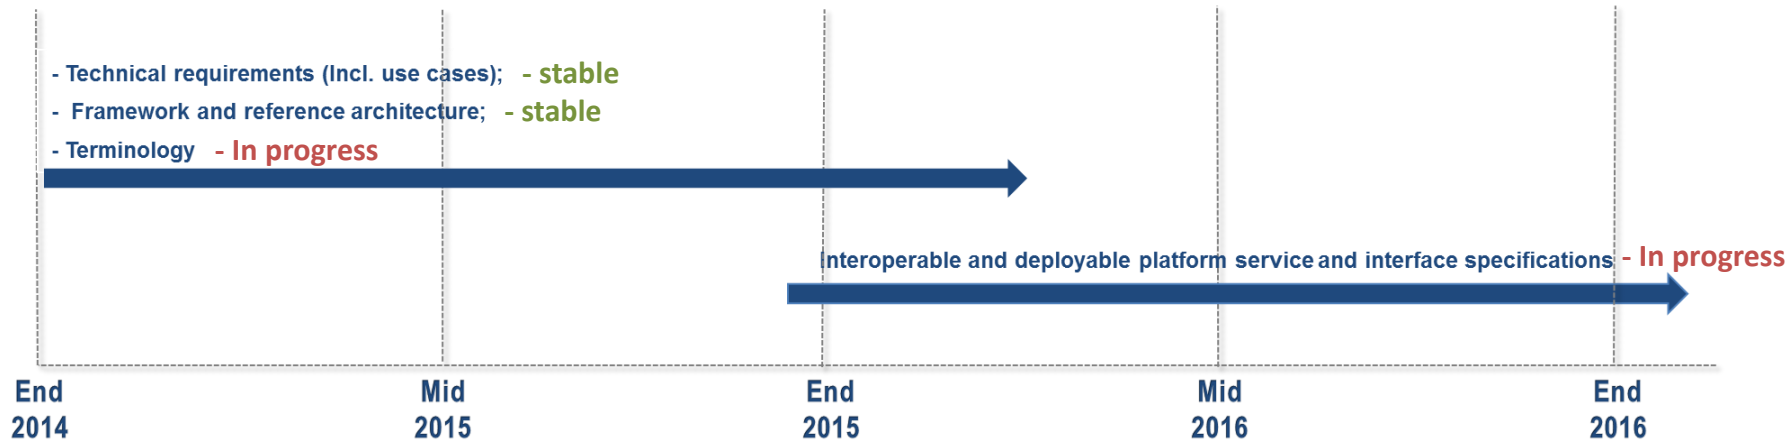 - Technical requirements (Incl. use cases); - stable
- Framework and reference architecture; - stable
- Terminology - In progress
Interoperable and deployable platform service and interface specifications - In progress
End 2014
Mid 2015
End 2015
Mid 2016
End 2016